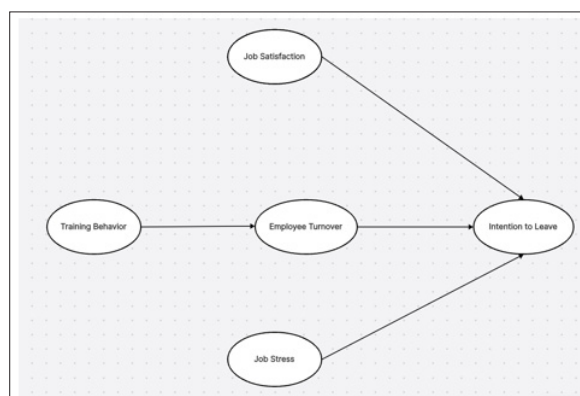 Job Satisfaction
Training Behavior
Employee Turnover
Intention to Leave
Job Stress